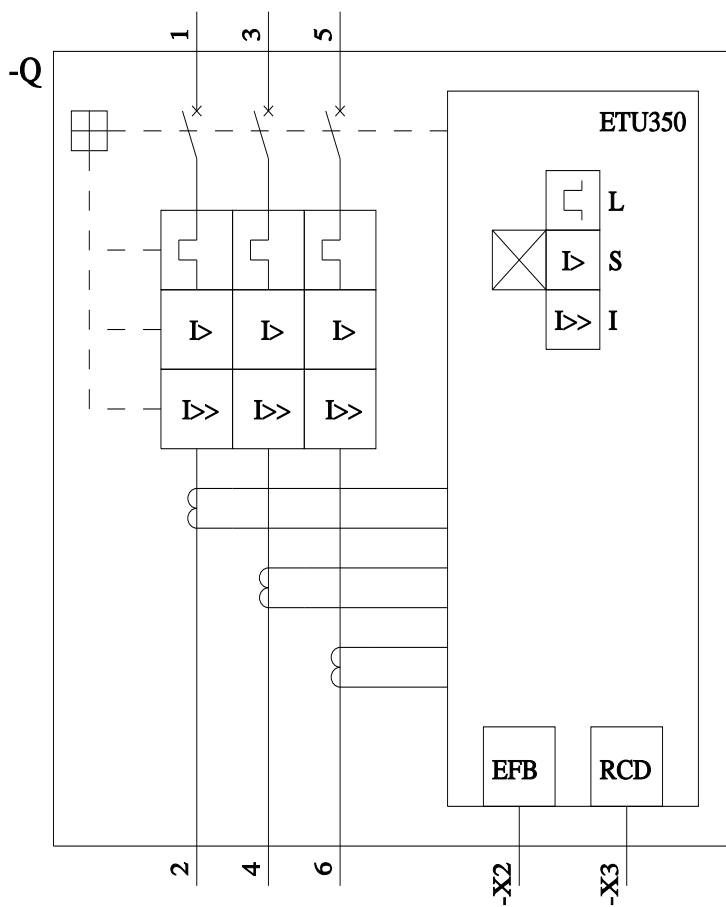 1 3 5
-Q
ETU350
L
I> S
I>> I
I> I> I>
I>> I>> I>>
EFB RCD
2 4 6 -X2 -X3